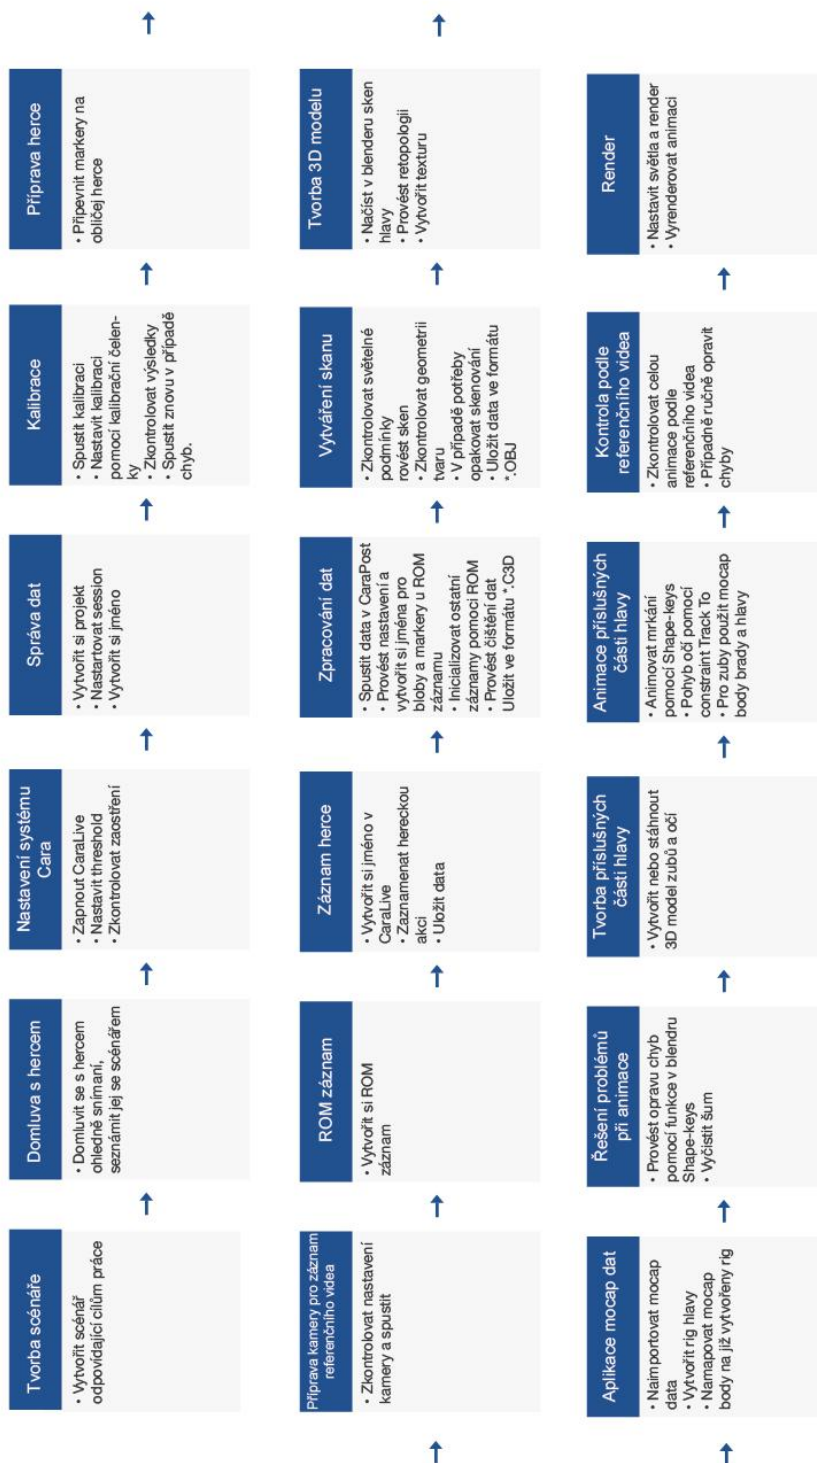 Tvorba scénáře
• Vytvořit scénář
odpovídající cílům práce
Domluva s hercem
• Domluvit se s hercem
ohledně snímaní,
seznámit jej se scénářem
Nastavení systému
Cara
• Zapnout CaraLive
• Nastavit threshold
• Zkontrolovat zaostření
Správa dat
• Vytvořit si projekt
• Nastartovat session
• Vytvořit si jméno
Kalibrace
• Spustit kalibraci
• Nastavit kalibraci
pomocí kalibrační čelen-
ky
• Zkontrolovat výsledky
• Spustit znovu v případě
chyb.
Příprava herce
• Připevnit markery na
obličej herce
Příprava kamery pro záznam
referenčního videa
• Zkontrolovat nastavení
kamery a spustit
ROM záznam
• Vytvořit si ROM
záznam
Záznam herce
• Vytvořit si jméno v
CaraLive
• Zaznamenat hereckou
akci
• Uložit data
Zpracování dat
• Spustit data v CaraPost
• Provést nastavení a
vytvořit si jména pro
bloby a markery u ROM
záznamu
• Inicializovat ostatní
záznamy pomocí ROM
• Provést čištění dat
Uložit ve formátu *.C3D
Vytváření skanu
• Zkontrolovat světelné
podmínky
rovést sken
• Zkontrolovat geometrii
tvaru
• V případě potřeby
opakovat skenování
• Uložit data ve formátu
*.OBJ
Tvorba 3D modelu
• Načíst v blenderu sken
hlavy
• Provést retopologii
• Vytvořit texturu
Aplikace mocap dat
• Naimportovat mocap
data
• Vytvořit rig hlavy
• Namapovat mocap
body na již vytvořeny rig
Řešení problémů
při animace
• Provést opravu chyb
pomocí funkce v blendru
Shape-keys
• Vyčistit šum
Tvorba příslušných
části hlavy
• Vytvořit nebo stáhnout
3D model zubů a očí
Animace příslušných
části hlavy
• Animovat mrkání
pomocí Shape-keys
• Pohyb očí pomocí
constraint Track To
• Pro zuby použit mocap
body brady a hlavy
Kontrola podle
referenčního videa
• Zkontrolovat celou
animace podle
referenčního videa
• Případně ručně opravit
chyby
Render
• Nastavit světla a render
• Vyrenderovat animaci